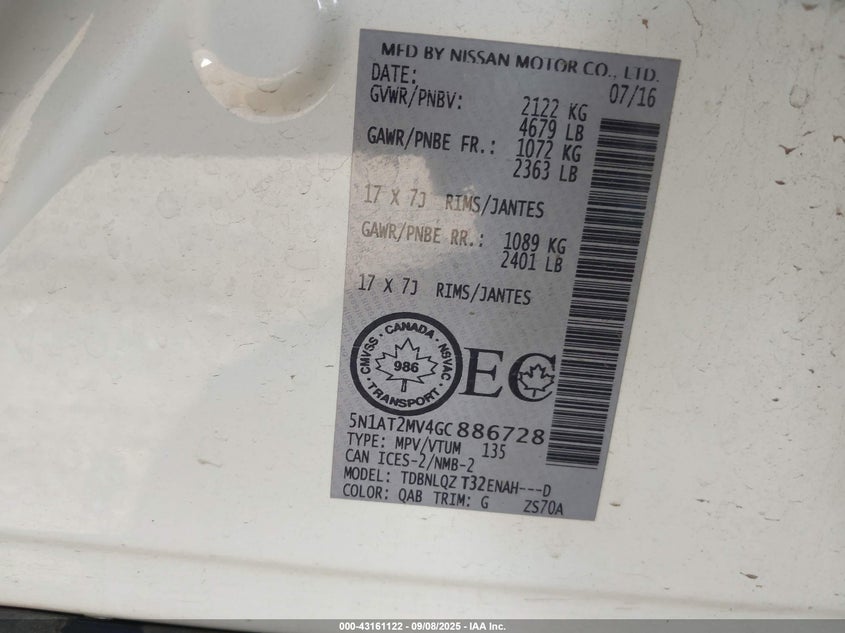 MFD BY NISSAN MOTOR CO., LTD.
DATE: 07/16
GVWR/PNBV: 2122 KG
4679 LB
GAWR/PNBE FR.: 1072 KG
2363 LB
17 X 7J RIMS/JANTES
GAWR/PNBE RR.: 1089 KG
2401 LB
17 X 7J RIMS/JANTES
CMVSS · CANADA · NSVAC · TRANSPORT ·
986
EC
5N1AT2MV4GC886728
TYPE: MPV/VTUM 135
CAN ICES-2/NMB-2
MODEL: TDBNLQZ T32ENAH---D
COLOR: QAB TRIM: G ZS70A
000-43161122 - 09/08/2025 - IAA Inc.